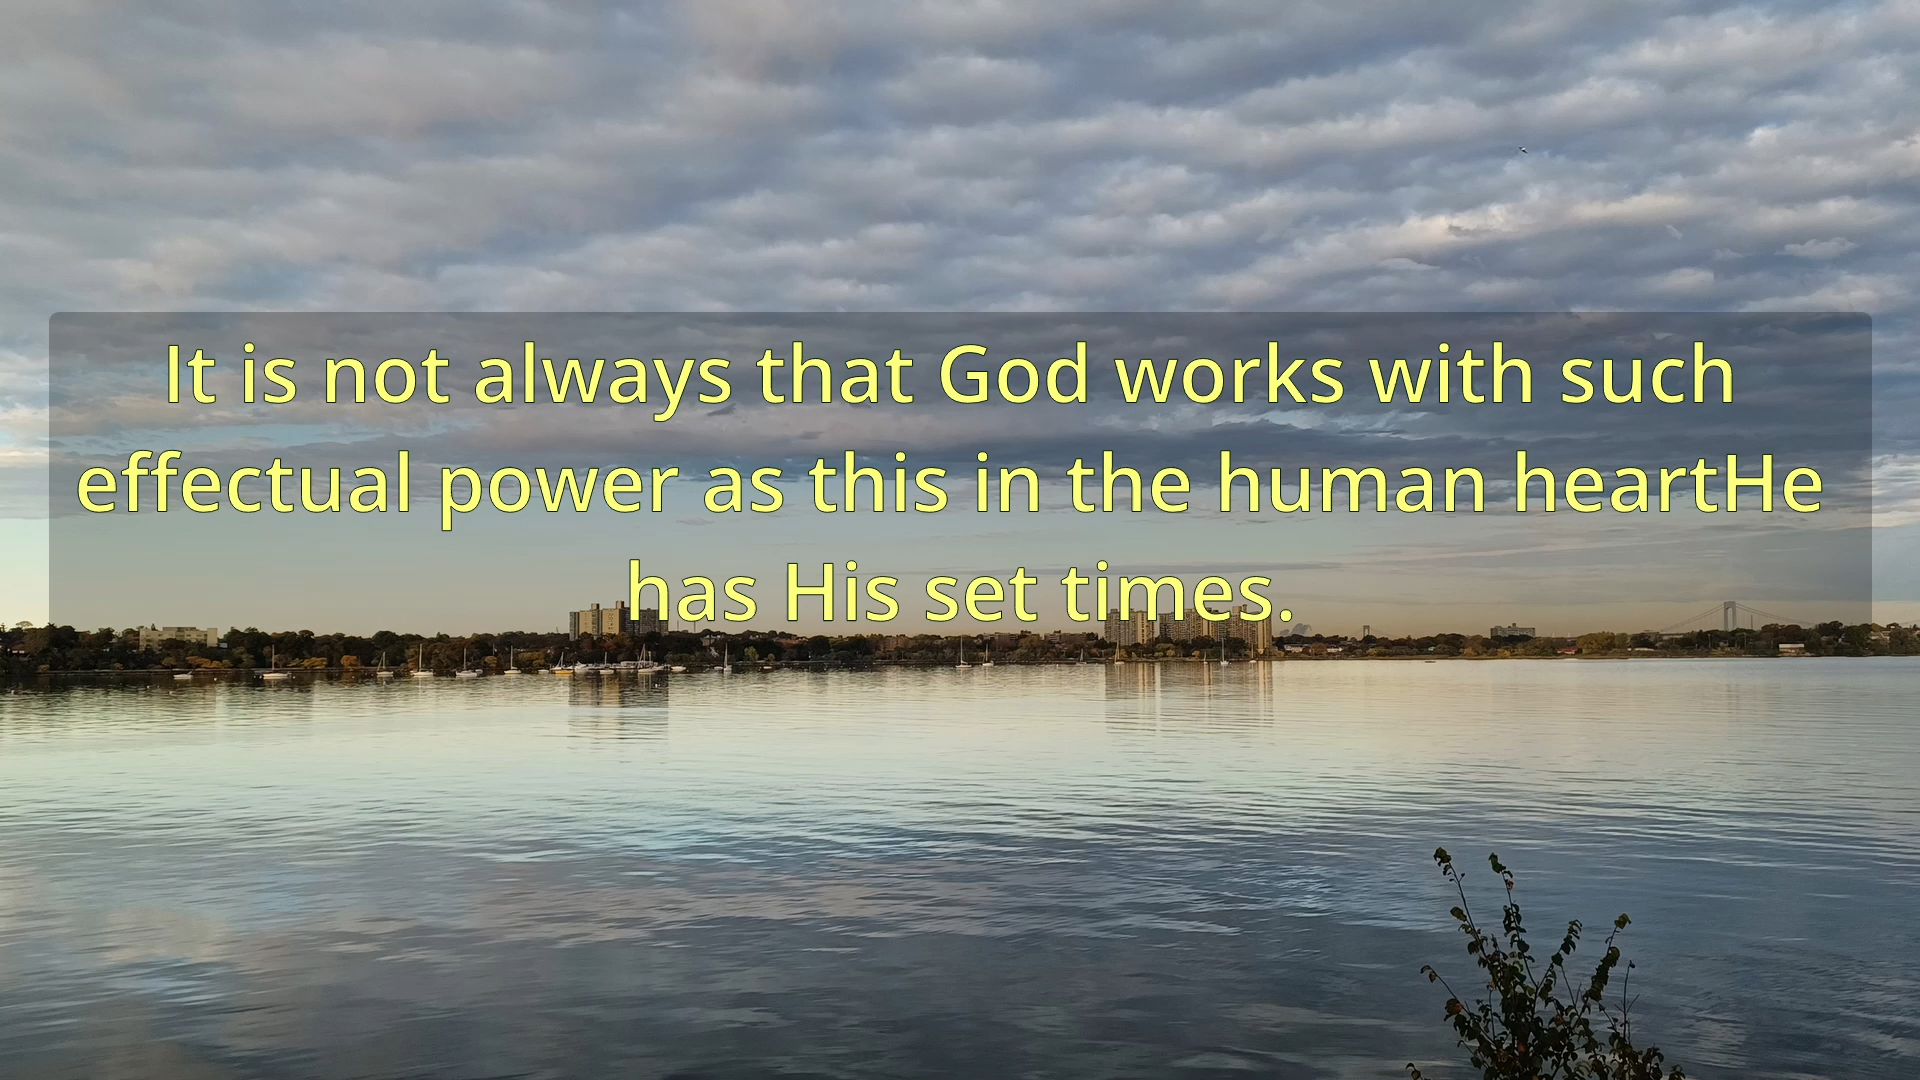 It is not always that God works with such
effectual power as this in the human heartHe
has His set times.